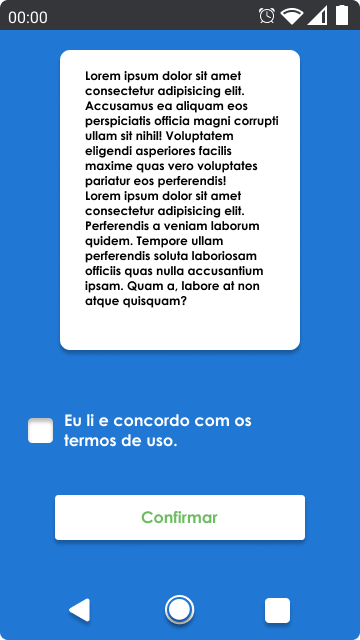 00:00
Lorem ipsum dolor sit amet
consectetur adipisicing elit.
Accusamus ea aliquam eos
perspiciatis officia magni corrupti
ullam sit nihil! Voluptatem
eligendi asperiores facilis
maxime quas vero voluptates
pariatur eos perferendis!
Lorem ipsum dolor sit amet
consectetur adipisicing elit.
Perferendis a veniam laborum
quidem. Tempore ullam
perferendis soluta laboriosam
officiis quas nulla accusantium
ipsam. Quam a, labore at non
atque quisquam?
Eu li e concordo com os
termos de uso.
Confirmar